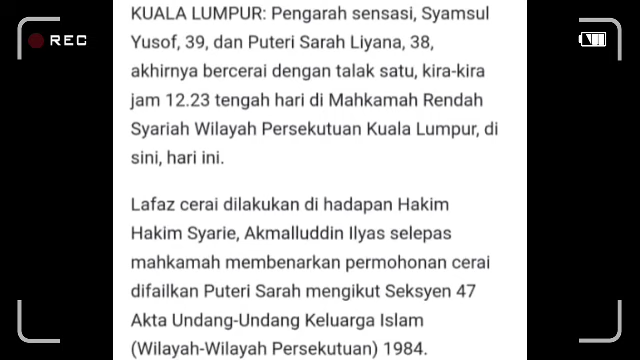 REC
KUALA LUMPUR: Pengarah sensasi, Syamsul
Yusof, 39, dan Puteri Sarah Liyana, 38,
akhirnya bercerai dengan talak satu, kira-kira
jam 12.23 tengah hari di Mahkamah Rendah
Syariah Wilayah Persekutuan Kuala Lumpur, di
sini, hari ini.
Lafaz cerai dilakukan di hadapan Hakim
Hakim Syarie, Akmalluddin Ilyas selepas
mahkamah membenarkan permohonan cerai
difailkan Puteri Sarah mengikut Seksyen 47
Akta Undang-Undang Keluarga Islam
(Wilayah-Wilayah Persekutuan) 1984.